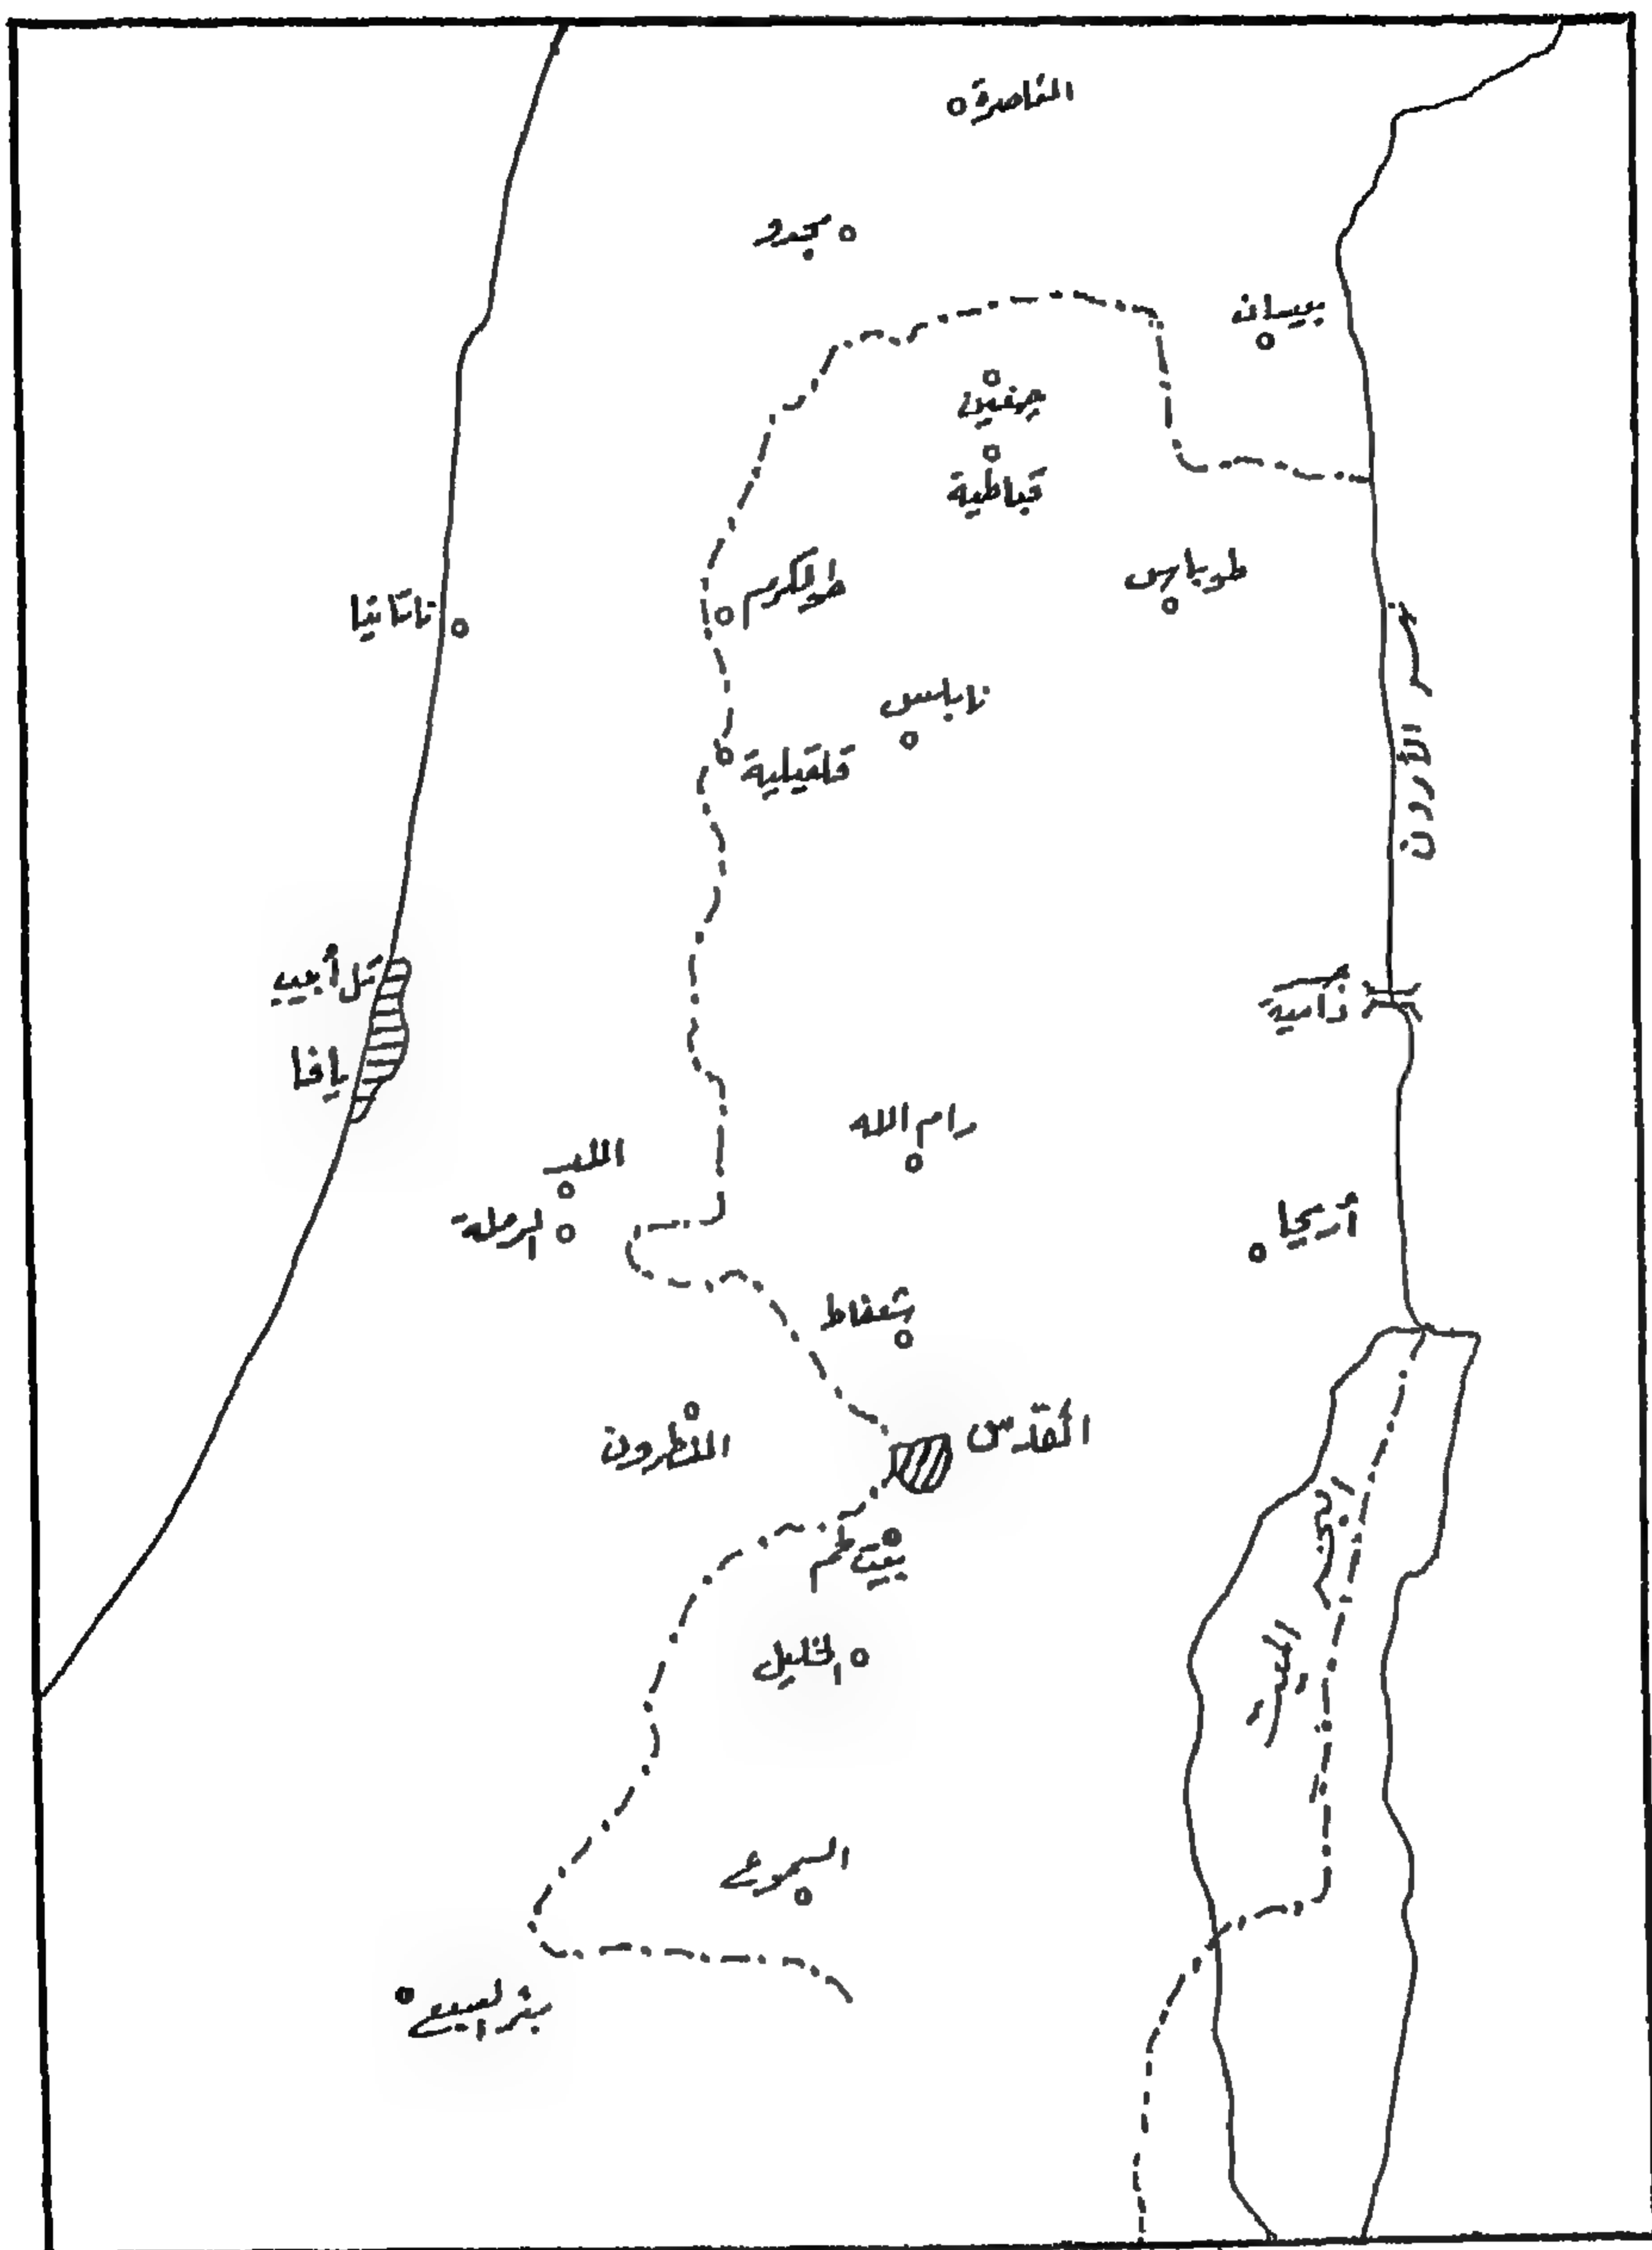 الناصرة
مجدو
بيسان
جنين
قباطية
طوباس
طولكرم
ناتانيا
نابلس
قلقيلية
نهر الأردن
تل أبيب
دامية
يافا
رام الله
اللد
الرملة
أريحا
شعفاط
القدس
اللطرون
بيت لحم
البحر الميت
الخليل
السموع
بئر السبع